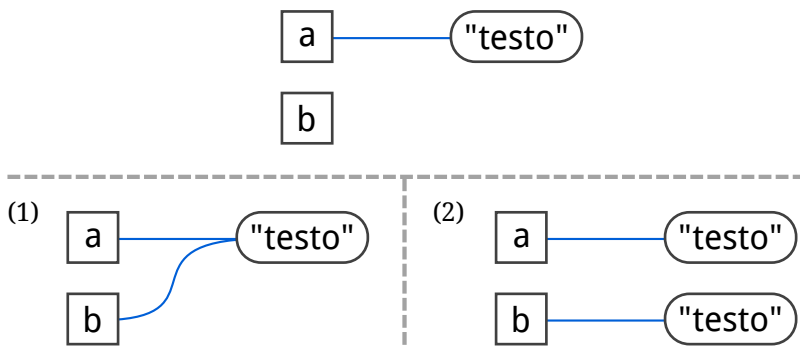 a "testo"
b
(1) a "testo"
b
(2) a "testo"
b "testo"